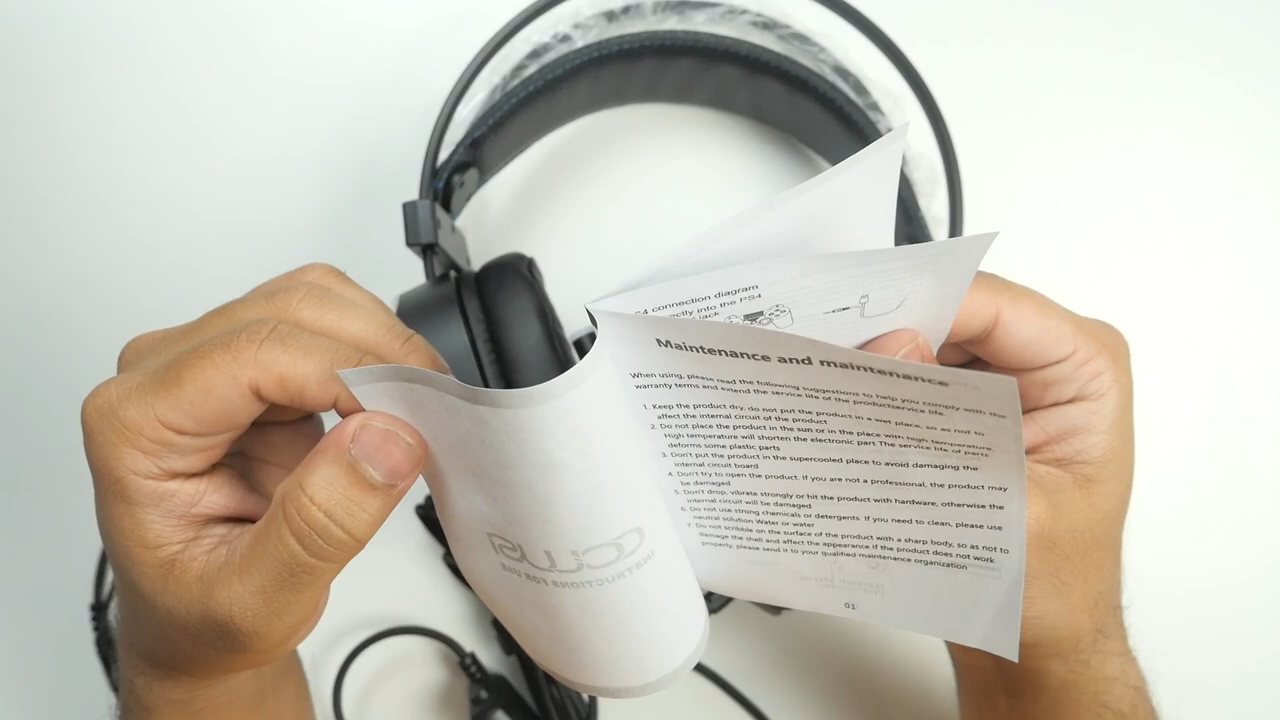 4 connection diagram
ectly into the PS4
jack
Maintenance and maintenance
When using, please read the following suggestions to help you comply with the
warranty terms and extend the service life of the productservice life.
1. Keep the product dry, do not put the product in a wet place, so as not to
affect the internal circuit of the product
2. Do not place the product in the sun or in the place with high temperature.
High temperature will shorten the electronic part The service life of parts
deforms some plastic parts
3. Don't put the product in the supercooled place to avoid damaging the
internal circuit board
4. Don't try to open the product. If you are not a professional, the product may
be damaged
5. Don't drop, vibrate strongly or hit the product with hardware, otherwise the
internal circuit will be damaged
6. Do not use strong chemicals or detergents. If you need to clean, please use
neutral solution Water or water
7. Do not scribble on the surface of the product with a sharp body, so as not to
damage the shell and affect the appearance if the product does not work
properly, please send it to your qualified maintenance organization
01
INSTRUCTIONS FOR USE